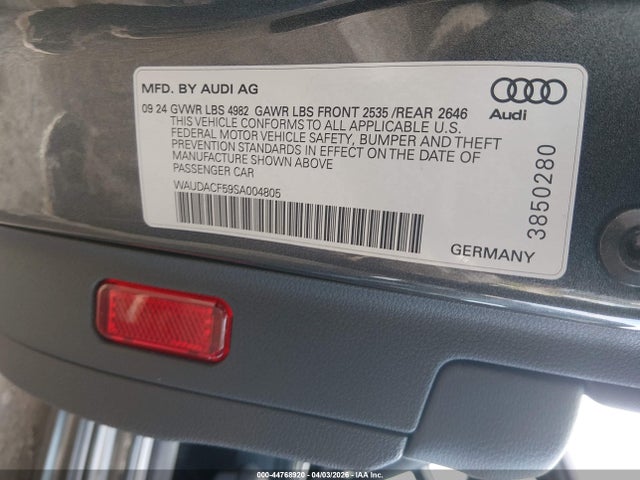 MFD. BY AUDI AG
09 24 GVWR LBS 4982 GAWR LBS FRONT 2535 /REAR 2646
THIS VEHICLE CONFORMS TO ALL APPLICABLE U.S.
FEDERAL MOTOR VEHICLE SAFETY, BUMPER AND THEFT
PREVENTION STANDARDS IN EFFECT ON THE DATE OF
MANUFACTURE SHOWN ABOVE
PASSENGER CAR
WAUDACF59SA004805
Audi
3850280
GERMANY
000-44768920 - 04/03/2026 - IAAI.COM